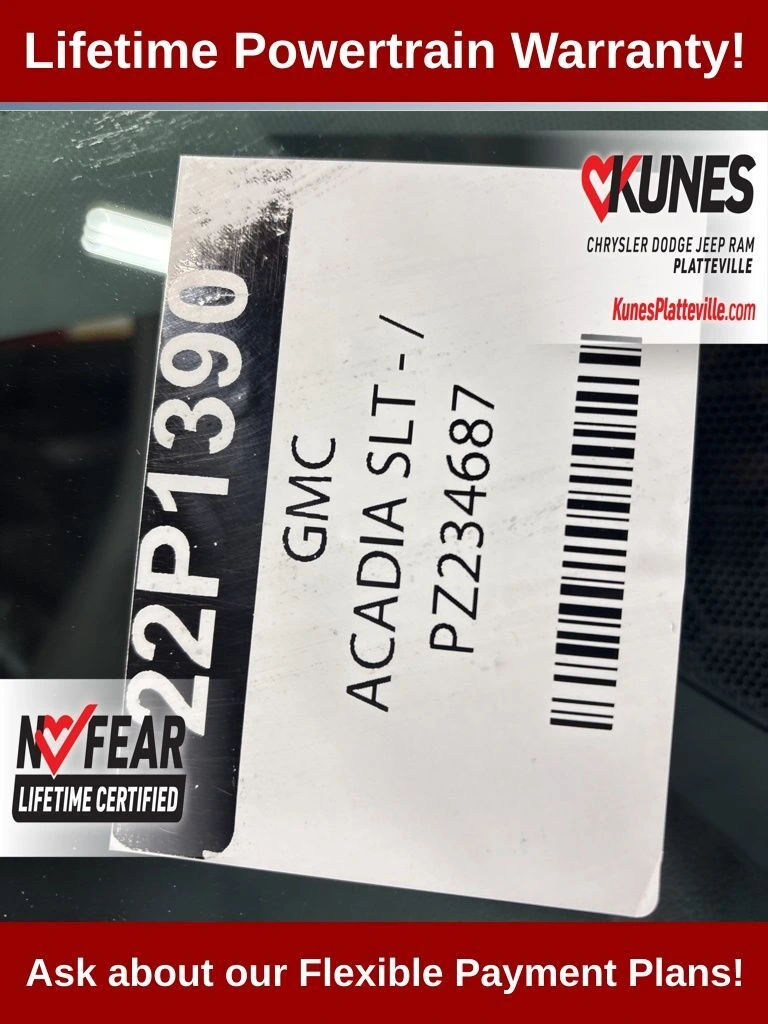 Lifetime Powertrain Warranty!
KUNES
CHRYSLER DODGE JEEP RAM
PLATTEVILLE
KunesPlatteville.com
22P1390
GMC
ACADIA SLT - /
PZ234687
NO FEAR
LIFETIME CERTIFIED
Ask about our Flexible Payment Plans!